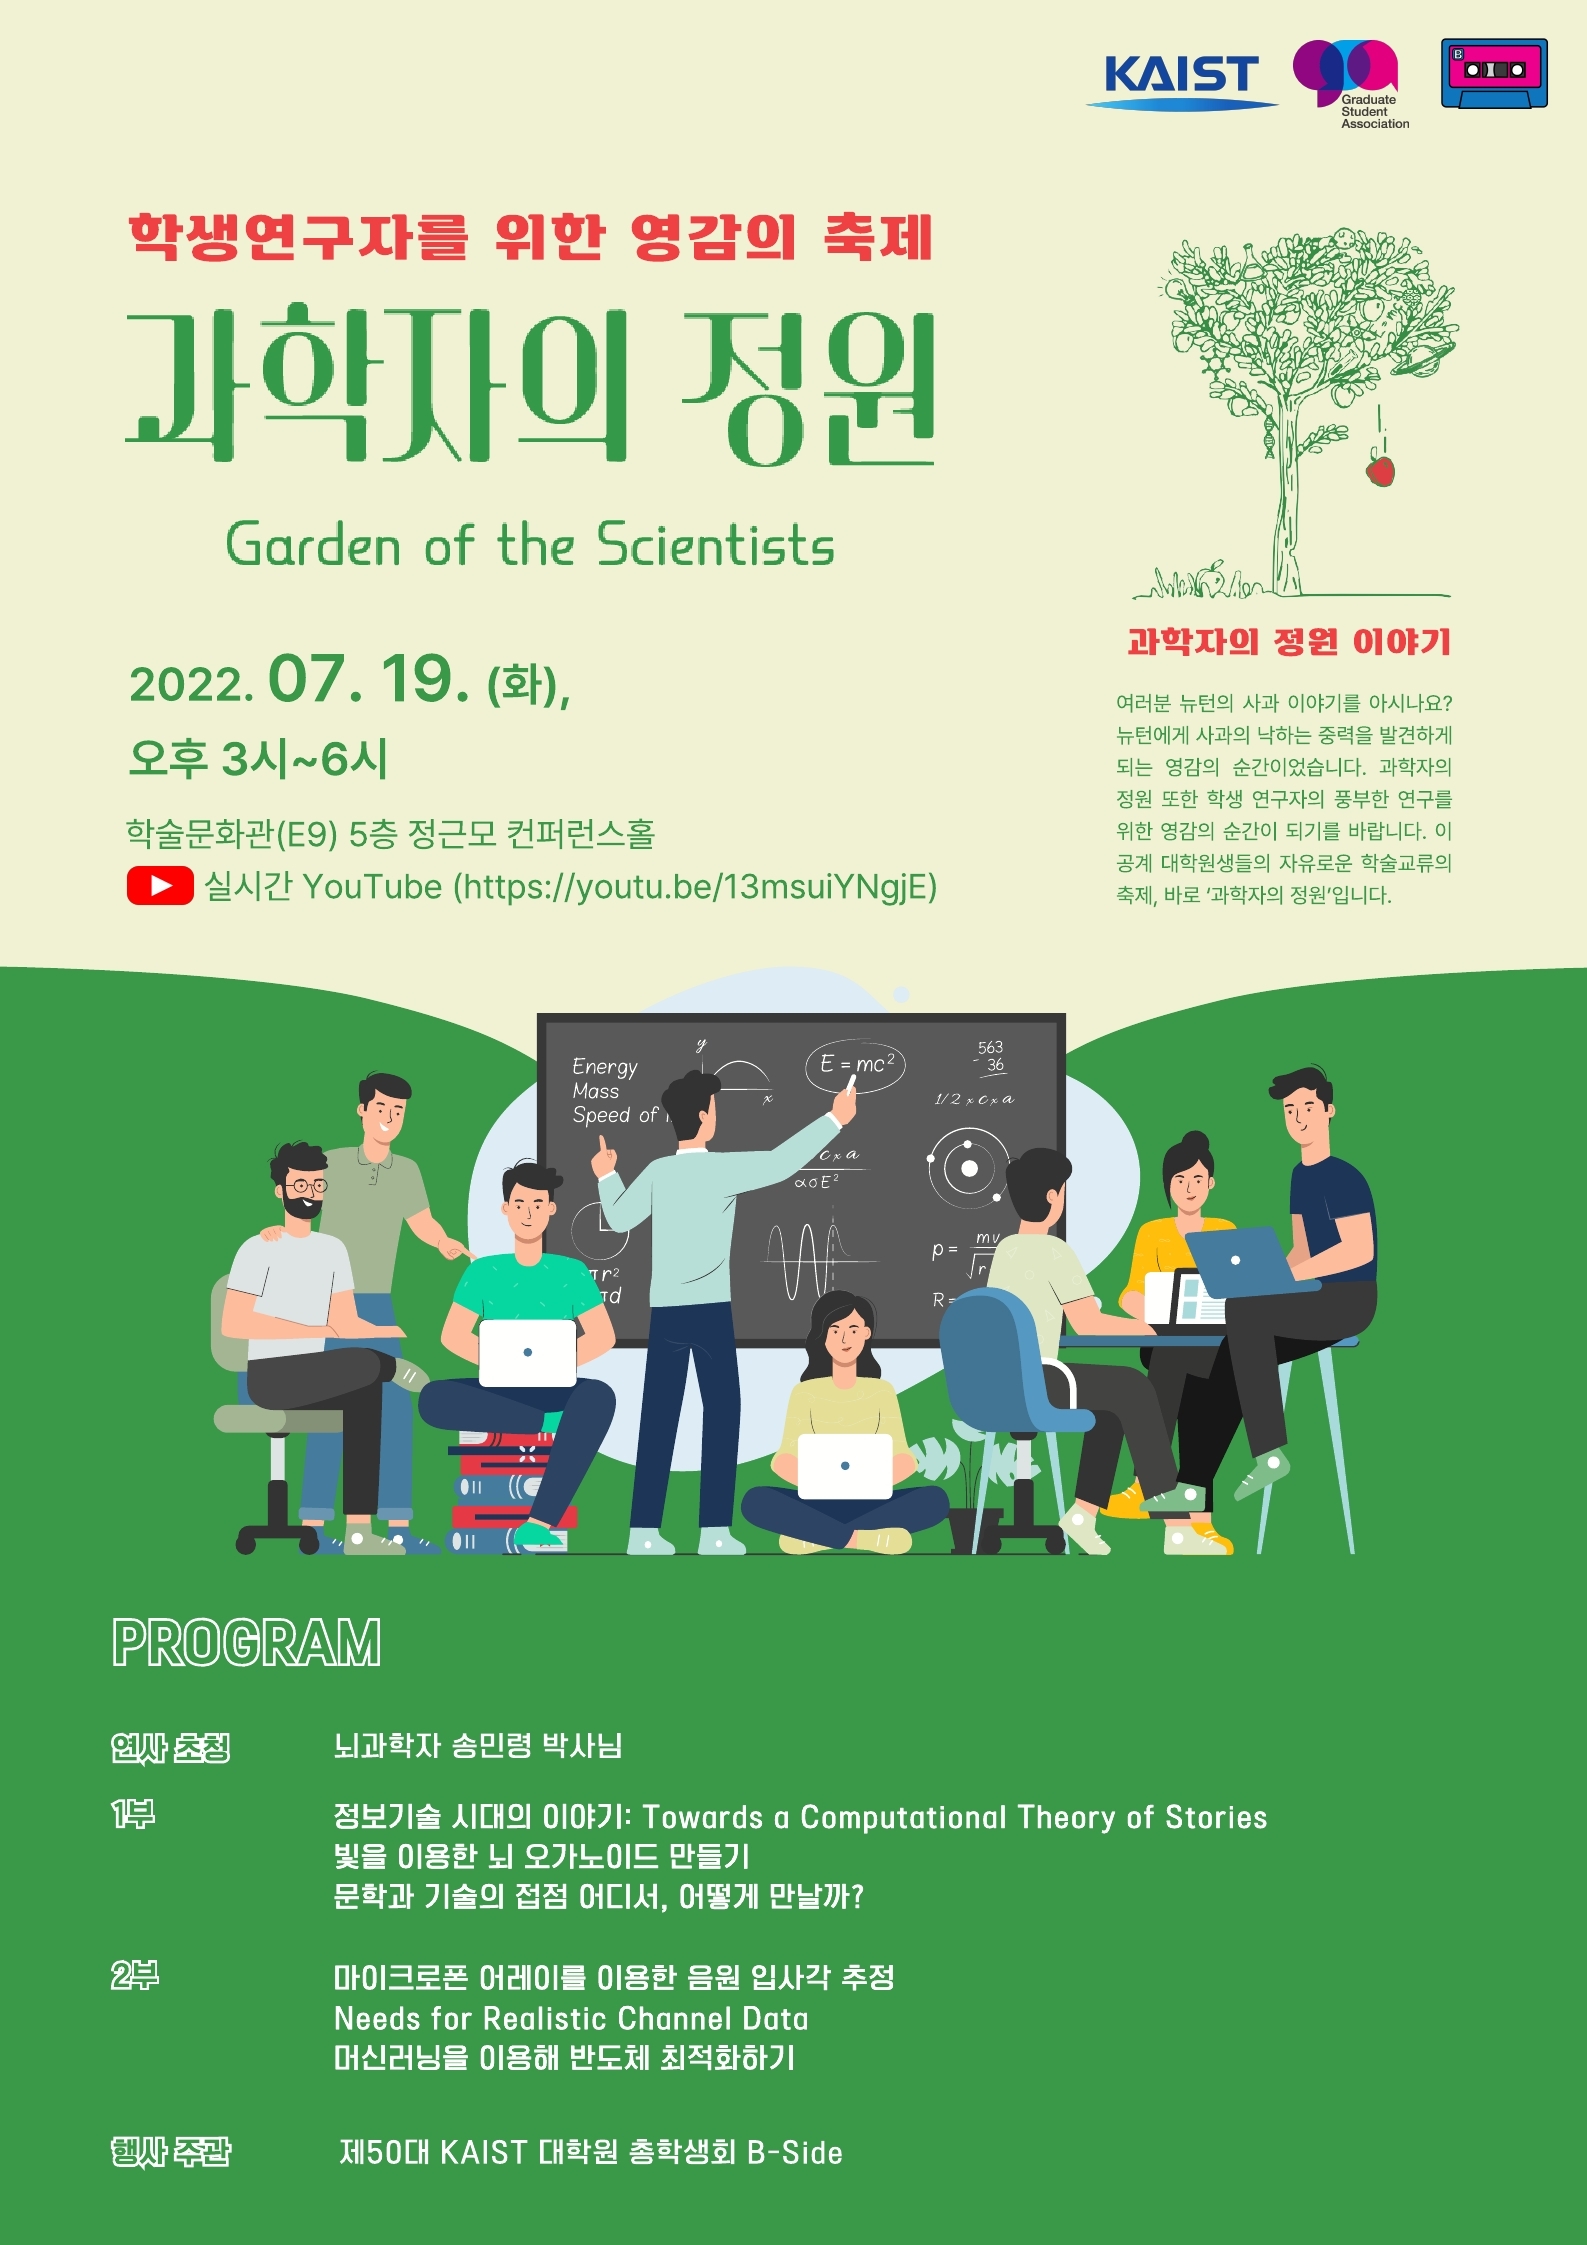 KAIST
Graduate
Student
Association
B
학생연구자를 위한 영감의 축제
과학자의 정원
Garden of the Scientists
2022. 07. 19. (화),
오후 3시~6시
학술문화관(E9) 5층 정근모 컨퍼런스홀
실시간 YouTube (https://youtu.be/13msuiYNgjE)
과학자의 정원 이야기
여러분 뉴턴의 사과 이야기를 아시나요?
뉴턴에게 사과의 낙하는 중력을 발견하게
되는 영감의 순간이었습니다. 과학자의
정원 또한 학생 연구자의 풍부한 연구를
위한 영감의 순간이 되기를 바랍니다. 이
공계 대학원생들의 자유로운 학술교류의
축제, 바로 ‘과학자의 정원’입니다.
Energy
Mass
Speed of
y
x
E = mc²
563
- 36
1/2 x c x a
c x a
ασE²
πr²
πd
p = mv
√r
R =
PROGRAM
연사 초청 뇌과학자 송민령 박사님
1부 정보기술 시대의 이야기: Towards a Computational Theory of Stories
빛을 이용한 뇌 오가노이드 만들기
문학과 기술의 접점 어디서, 어떻게 만날까?
2부 마이크로폰 어레이를 이용한 음원 입사각 추정
Needs for Realistic Channel Data
머신러닝을 이용해 반도체 최적화하기
행사 주관 제50대 KAIST 대학원 총학생회 B-Side